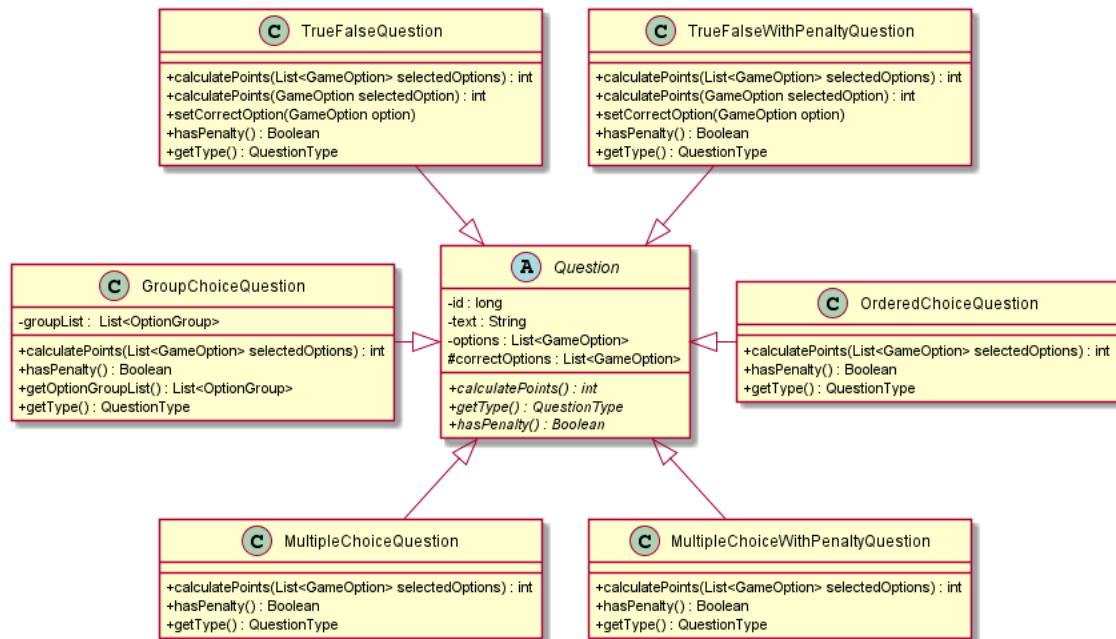 C TrueFalseQuestion
+calculatePoints(List<GameOption> selectedOptions) : int
+calculatePoints(GameOption selectedOption) : int
+setCorrectOption(GameOption option)
+hasPenalty() : Boolean
+getType() : QuestionType
C TrueFalseWithPenaltyQuestion
+calculatePoints(List<GameOption> selectedOptions) : int
+calculatePoints(GameOption selectedOption) : int
+setCorrectOption(GameOption option)
+hasPenalty() : Boolean
+getType() : QuestionType
C GroupChoiceQuestion
-groupList : List<OptionGroup>
+calculatePoints(List<GameOption> selectedOptions) : int
+hasPenalty() : Boolean
+getOptionGroupList() : List<OptionGroup>
+getType() : QuestionType
A Question
-id : long
-text : String
-options : List<GameOption>
#correctOptions : List<GameOption>
+calculatePoints() : int
+getType() : QuestionType
+hasPenalty() : Boolean
C OrderedChoiceQuestion
+calculatePoints(List<GameOption> selectedOptions) : int
+hasPenalty() : Boolean
+getType() : QuestionType
C MultipleChoiceQuestion
+calculatePoints(List<GameOption> selectedOptions) : int
+hasPenalty() : Boolean
+getType() : QuestionType
C MultipleChoiceWithPenaltyQuestion
+calculatePoints(List<GameOption> selectedOptions) : int
+hasPenalty() : Boolean
+getType() : QuestionType